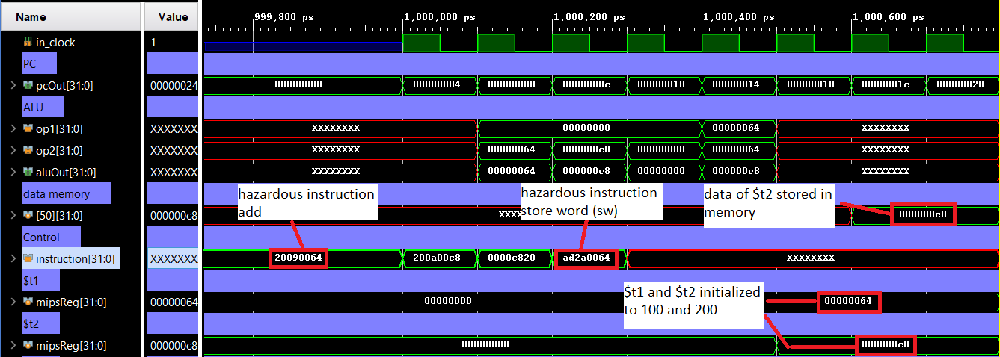 Name Value 999,800 ps 1,000,000 ps 1,000,200 ps 1,000,400 ps 1,000,600 ps
in_clock 1
PC
pcOut[31:0] 00000024 00000000 00000004 00000008 0000000c 00000010 00000014 00000018 0000001c 00000020
ALU
op1[31:0] XXXXXXXX XXXXXXXX 00000000 00000064 XXXXXXXX
op2[31:0] XXXXXXXX XXXXXXXX 00000064 000000c8 00000000 00000064 XXXXXXXX
aluOut[31:0] XXXXXXXX XXXXXXXX 00000064 000000c8 00000000 000000c8 XXXXXXXX
data memory
hazardous instruction
add
hazardous instruction
store word (sw)
data of $t2 stored in
memory
[50][31:0] 000000c8 000000c8
Control
instruction[31:0] XXXXXXXX 20090064 200a00c8 0000c820 ad2a0064 XXXXXXXX
$t1
$t1 and $t2 initialized
to 100 and 200
mipsReg[31:0] 00000064 00000000 00000064
$t2
mipsReg[31:0] 000000c8 00000000 000000c8